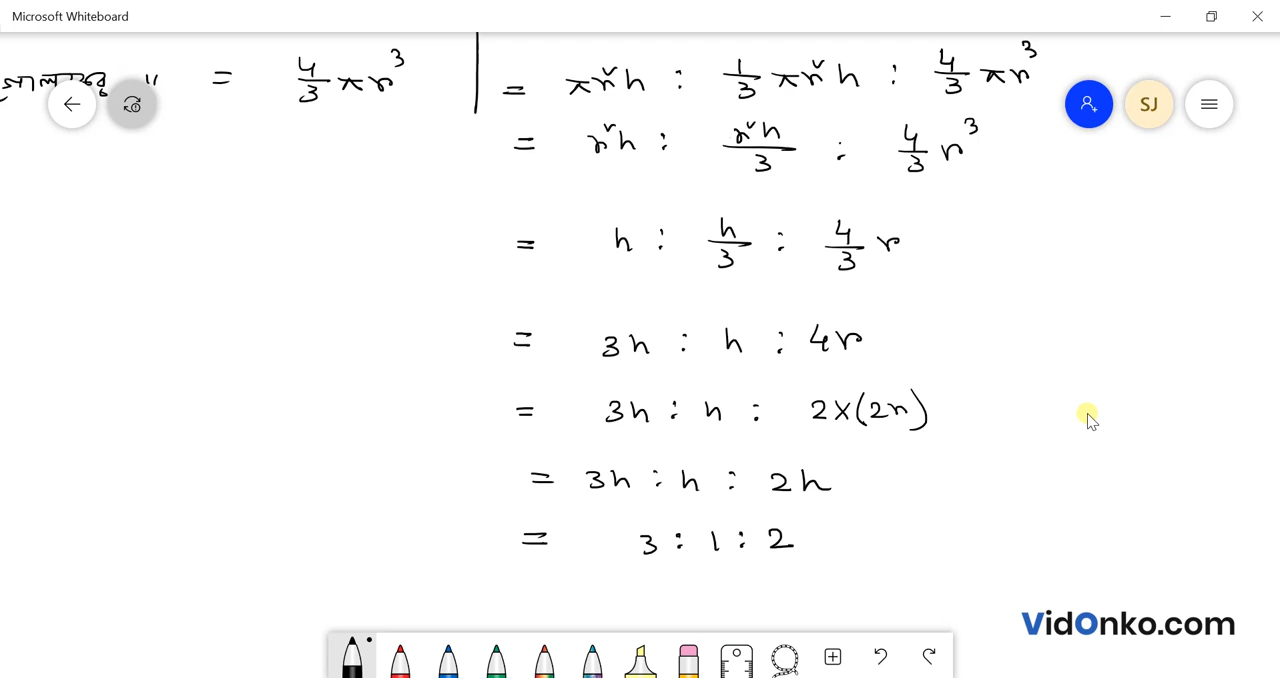 Microsoft Whiteboard
= 4/3 πr³
= πr²h : 1/3 πr²h : 4/3 πr³
= r²h : r²h/3 : 4/3 r³
SJ
= h : h/3 : 4/3 r
= 3h : h : 4r
= 3h : h : 2×(2r)
= 3h : h : 2h
= 3 : 1 : 2
VidOnko.com